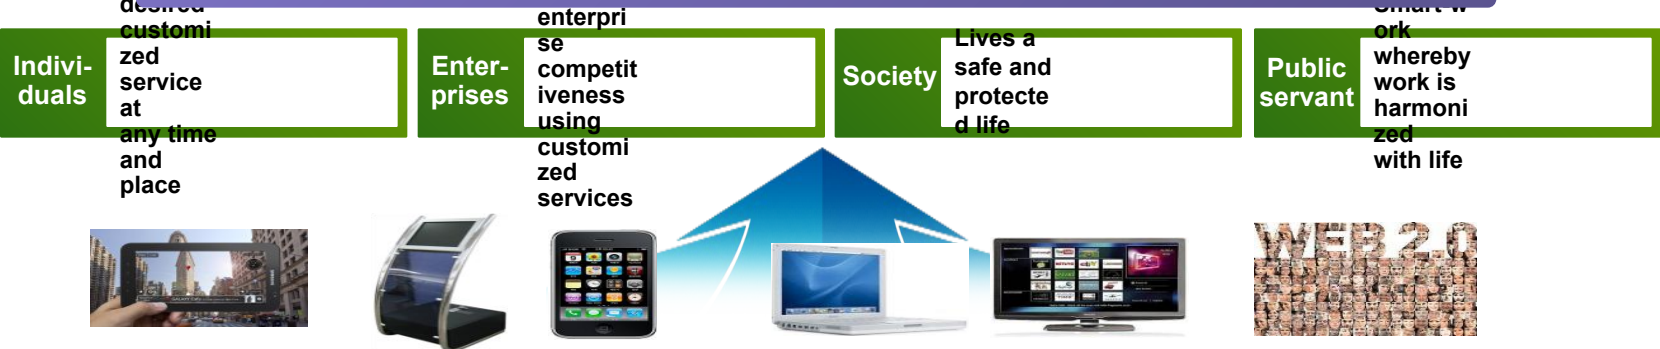 Indivi-
duals
desired
customi
zed
service
at
any time
and
place
Enter-
prises
enterpri
se
competit
iveness
using
customi
zed
services
Society
Lives a
safe and
protecte
d life
Public
servant
Smart w
ork
whereby
work is
harmoni
zed
with life
WEB 2.0